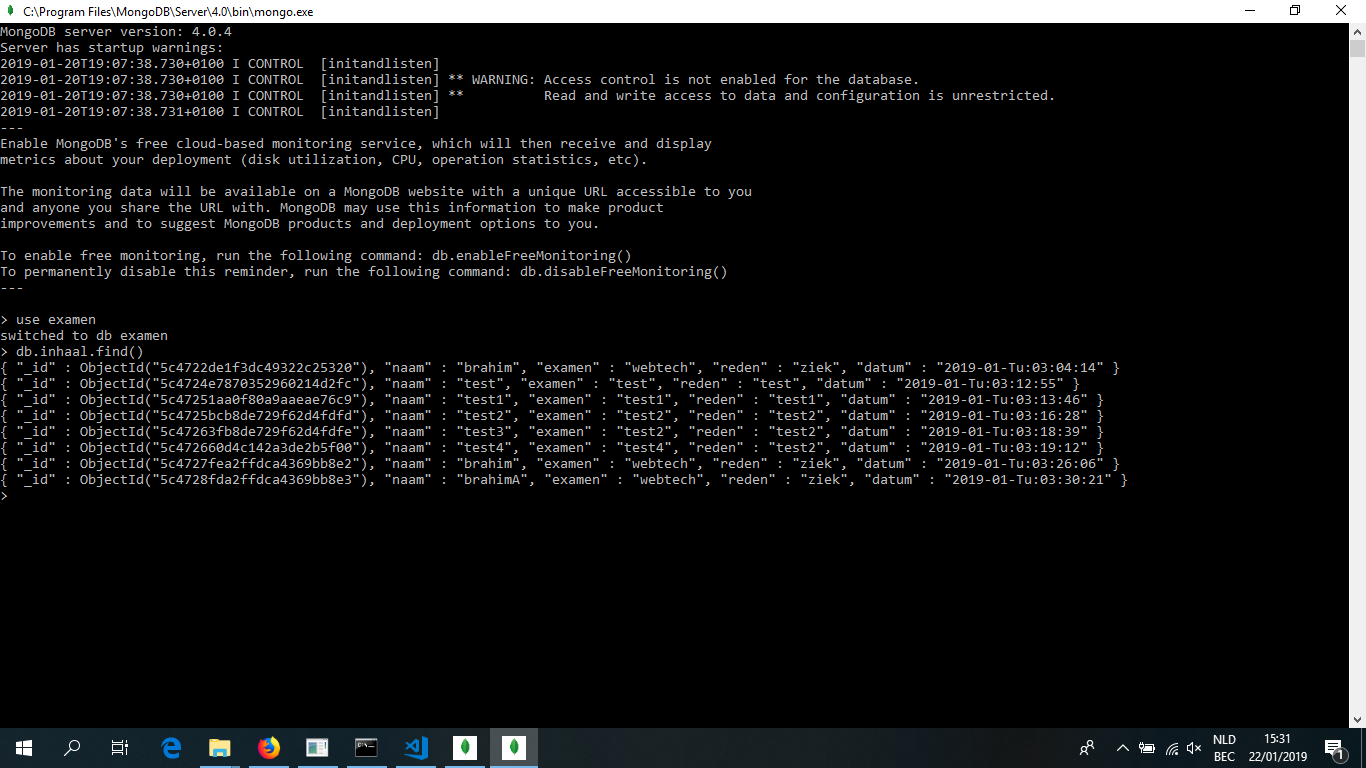 C:\Program Files\MongoDB\Server\4.0\bin\mongo.exe
MongoDB server version: 4.0.4
Server has startup warnings:
2019-01-20T19:07:38.730+0100 I CONTROL  [initandlisten]
2019-01-20T19:07:38.730+0100 I CONTROL  [initandlisten] ** WARNING: Access control is not enabled for the database.
2019-01-20T19:07:38.730+0100 I CONTROL  [initandlisten] **          Read and write access to data and configuration is unrestricted.
2019-01-20T19:07:38.731+0100 I CONTROL  [initandlisten]
---
Enable MongoDB's free cloud-based monitoring service, which will then receive and display
metrics about your deployment (disk utilization, CPU, operation statistics, etc).
The monitoring data will be available on a MongoDB website with a unique URL accessible to you
and anyone you share the URL with. MongoDB may use this information to make product
improvements and to suggest MongoDB products and deployment options to you.
To enable free monitoring, run the following command: db.enableFreeMonitoring()
To permanently disable this reminder, run the following command: db.disableFreeMonitoring()
---
> use examen
switched to db examen
> db.inhaal.find()
{ "_id" : ObjectId("5c4722de1f3dc49322c25320"), "naam" : "brahim", "examen" : "webtech", "reden" : "ziek", "datum" : "2019-01-Tu:03:04:14" }
{ "_id" : ObjectId("5c4724e7870352960214d2fc"), "naam" : "test", "examen" : "test", "reden" : "test", "datum" : "2019-01-Tu:03:12:55" }
{ "_id" : ObjectId("5c47251aa0f80a9aaeae76c9"), "naam" : "test1", "examen" : "test1", "reden" : "test1", "datum" : "2019-01-Tu:03:13:46" }
{ "_id" : ObjectId("5c4725bcb8de729f62d4fdfd"), "naam" : "test2", "examen" : "test2", "reden" : "test2", "datum" : "2019-01-Tu:03:16:28" }
{ "_id" : ObjectId("5c47263fb8de729f62d4fdfe"), "naam" : "test3", "examen" : "test2", "reden" : "test2", "datum" : "2019-01-Tu:03:18:39" }
{ "_id" : ObjectId("5c472660d4c142a3de2b5f00"), "naam" : "test4", "examen" : "test4", "reden" : "test2", "datum" : "2019-01-Tu:03:19:12" }
{ "_id" : ObjectId("5c4727fea2ffdca4369bb8e2"), "naam" : "brahim", "examen" : "webtech", "reden" : "ziek", "datum" : "2019-01-Tu:03:26:06" }
{ "_id" : ObjectId("5c4728fda2ffdca4369bb8e3"), "naam" : "brahimA", "examen" : "webtech", "reden" : "ziek", "datum" : "2019-01-Tu:03:30:21" }
>
NLD
BEC
15:31
22/01/2019
1